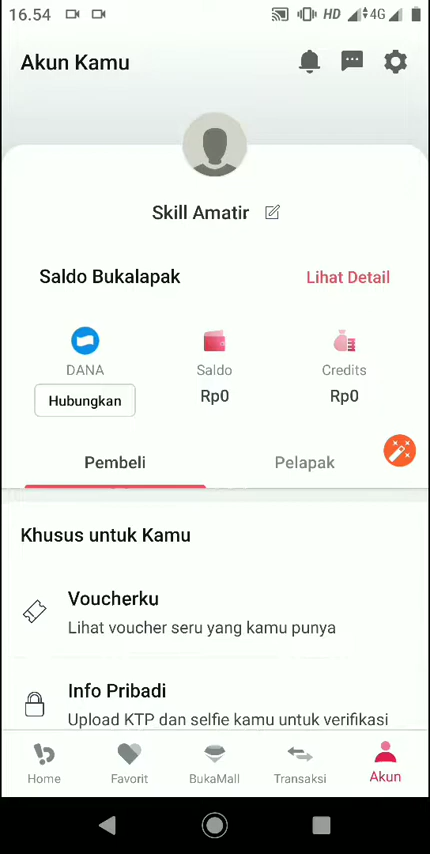 16.54 HD 4G
Akun Kamu
Skill Amatir
Saldo Bukalapak Lihat Detail
DANA Saldo Credits
Hubungkan Rp0 Rp0
Pembeli Pelapak
Khusus untuk Kamu
Voucherku
Lihat voucher seru yang kamu punya
Info Pribadi
Upload KTP dan selfie kamu untuk verifikasi
Home Favorit BukaMall Transaksi Akun